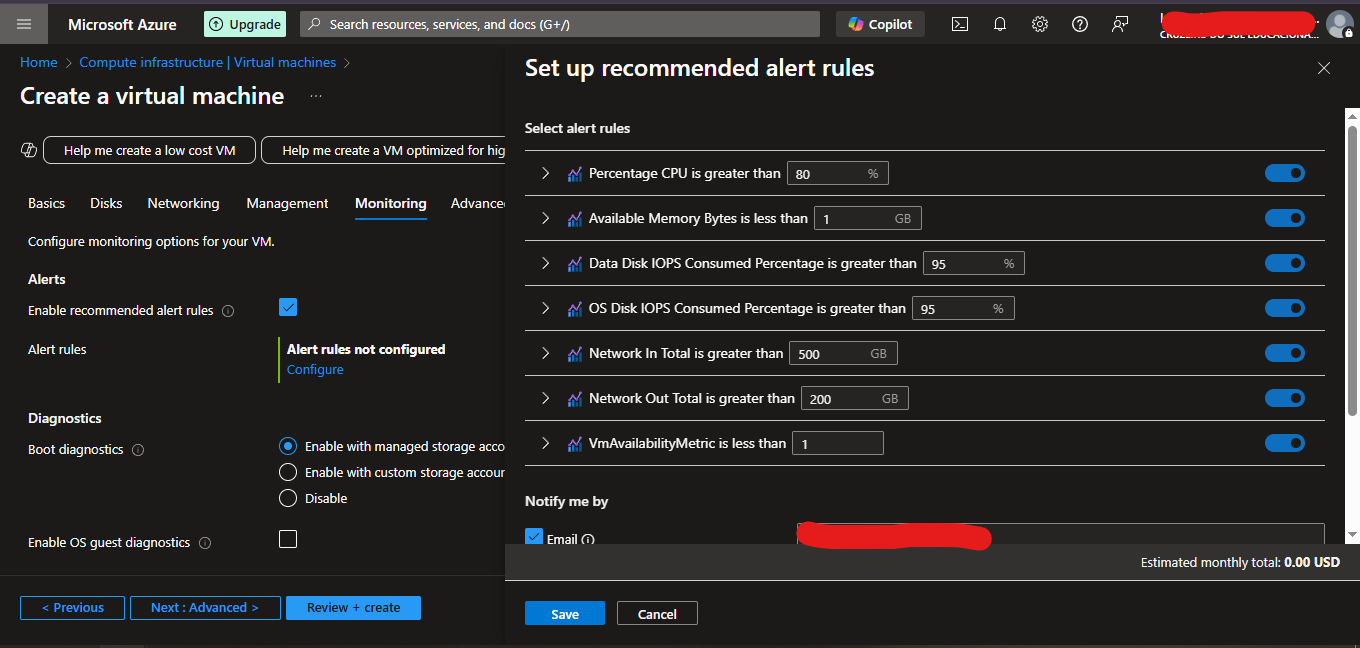 Microsoft Azure
Upgrade
Search resources, services, and docs (G+/)
Copilot
Home > Compute infrastructure | Virtual machines >
Create a virtual machine
...
Help me create a low cost VM
Help me create a VM optimized for hig
Basics
Disks
Networking
Management
Monitoring
Advanced
Configure monitoring options for your VM.
Alerts
Enable recommended alert rules
Alert rules
Alert rules not configured
Configure
Diagnostics
Boot diagnostics
Enable with managed storage acco
Enable with custom storage accour
Disable
Enable OS guest diagnostics
< Previous
Next : Advanced >
Review + create
Set up recommended alert rules
Select alert rules
Percentage CPU is greater than 80 %
Available Memory Bytes is less than 1 GB
Data Disk IOPS Consumed Percentage is greater than 95 %
OS Disk IOPS Consumed Percentage is greater than 95 %
Network In Total is greater than 500 GB
Network Out Total is greater than 200 GB
VmAvailabilityMetric is less than 1
Notify me by
Email
Estimated monthly total: 0.00 USD
Save
Cancel